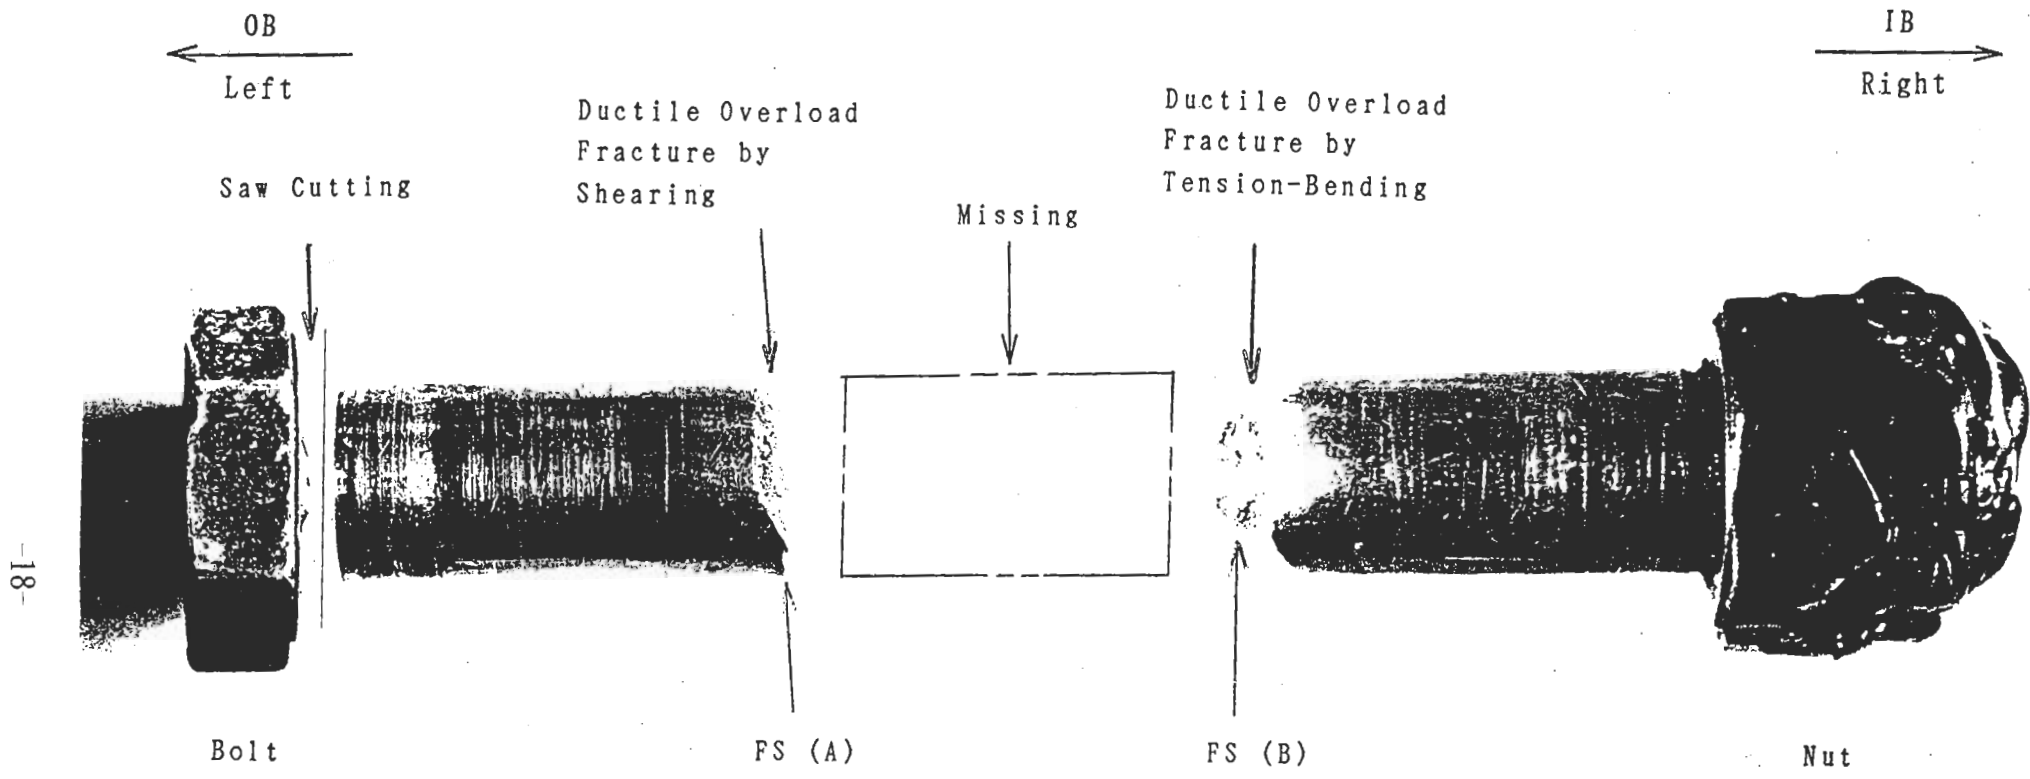 OB
Left
IB
Right
Ductile Overload
Fracture by
Shearing
Ductile Overload
Fracture by
Tension-Bending
Saw Cutting
Missing
-18-
Bolt
FS (A)
FS (B)
Nut